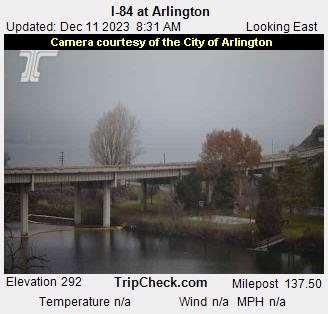 I-84 at Arlington
Updated: Dec 11 2023 8:31 AM Looking East
Camera courtesy of the City of Arlington
Elevation 292 TripCheck.com Milepost 137.50
Temperature n/a Wind n/a MPH n/a